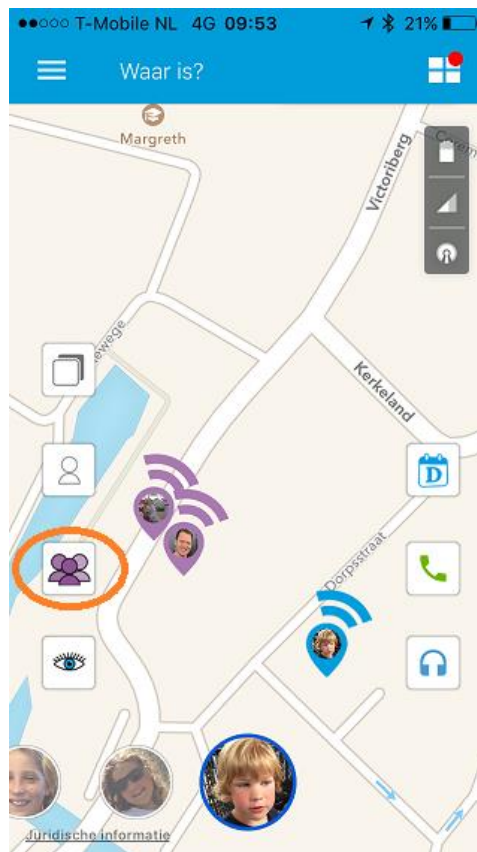 T-Mobile NL 4G 09:53 21%
Waar is?
Margreth
Victoriberg
Kerkeland
D
Dorpsstraat
Juridische informatie